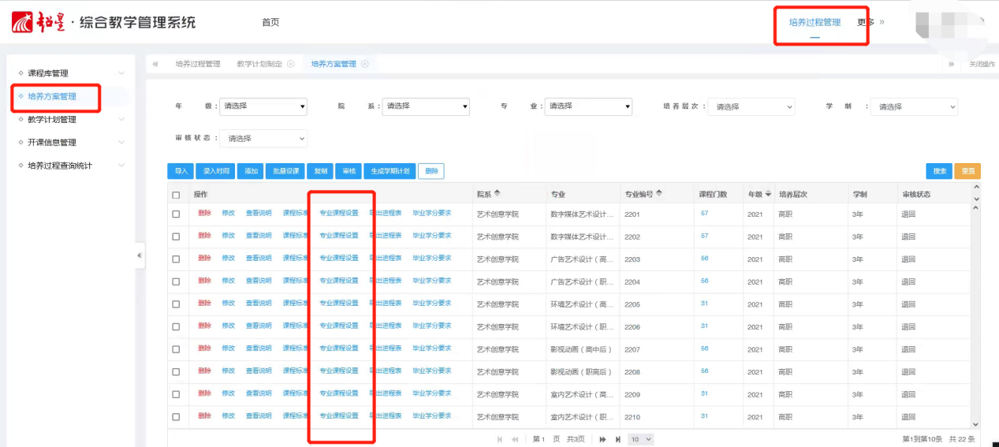 超星·综合教学管理系统 首页 培养过程管理 更多 »
培养过程管理 教学计划制定 培养方案管理 关闭操作
课程库管理
培养方案管理
教学计划管理
开课信息管理
培养过程查询统计
年 级：请选择 院 系：请选择 专 业：请选择 培养层次：请选择 学 制：请选择
审核状态：请选择
导入 录入时间 添加 批量设课 复制 审核 生成学期计划 删除 搜索 重置
操作 院系 专业 专业编号 课程门数 年级 培养层次 学制 审核状态
删除 修改 查看说明 课程标准 专业课程设置 导出进程表 毕业学分要求 艺术创意学院 数字媒体艺术设计... 2201 57 2021 高职 3年 退回
删除 修改 查看说明 课程标准 专业课程设置 导出进程表 毕业学分要求 艺术创意学院 数字媒体艺术设计... 2202 57 2021 高职 3年 退回
删除 修改 查看说明 课程标准 专业课程设置 导出进程表 毕业学分要求 艺术创意学院 广告艺术设计（高... 2203 56 2021 高职 3年 退回
删除 修改 查看说明 课程标准 专业课程设置 导出进程表 毕业学分要求 艺术创意学院 广告艺术设计（职... 2204 56 2021 高职 3年 退回
删除 修改 查看说明 课程标准 专业课程设置 导出进程表 毕业学分要求 艺术创意学院 环境艺术设计（高... 2205 31 2021 高职 3年 退回
删除 修改 查看说明 课程标准 专业课程设置 导出进程表 毕业学分要求 艺术创意学院 环境艺术设计（职... 2206 31 2021 高职 3年 退回
删除 修改 查看说明 课程标准 专业课程设置 导出进程表 毕业学分要求 艺术创意学院 影视动画（高中后） 2207 56 2021 高职 3年 退回
删除 修改 查看说明 课程标准 专业课程设置 导出进程表 毕业学分要求 艺术创意学院 影视动画（职高后） 2208 56 2021 高职 3年 退回
删除 修改 查看说明 课程标准 专业课程设置 导出进程表 毕业学分要求 艺术创意学院 室内艺术设计（高... 2209 31 2021 高职 3年 退回
删除 修改 查看说明 课程标准 专业课程设置 导出进程表 毕业学分要求 艺术创意学院 室内艺术设计（职... 2210 31 2021 高职 3年 退回
第 1 页 共3页 10 第1到第10条 共 22 条